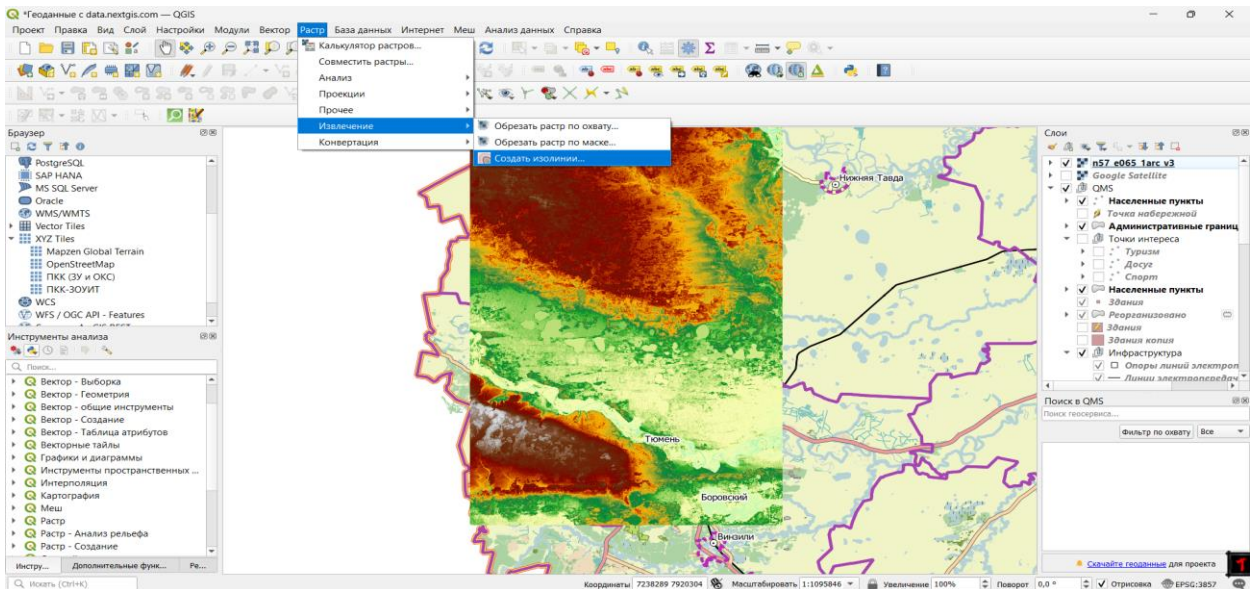 *Геоданные с data.nextgis.com — QGIS
Проект Правка Вид Слой Настройки Модули Вектор Растр База данных Интернет Меш Анализ данных Справка
Калькулятор растров...
Совместить растры...
Анализ
Проекции
Прочее
Извлечение
Конвертация
Обрезать растр по охвату...
Обрезать растр по маске...
Создать изолинии...
Браузер
PostgreSQL
SAP HANA
MS SQL Server
Oracle
WMS/WMTS
Vector Tiles
XYZ Tiles
Mapzen Global Terrain
OpenStreetMap
ПКК (ЗУ и ОКС)
ПКК-ЗОУИТ
WCS
WFS / OGC API - Features
Инструменты анализа
Поиск...
Вектор - Выборка
Вектор - Геометрия
Вектор - общие инструменты
Вектор - Создание
Вектор - Таблица атрибутов
Векторные тайлы
Графики и диаграммы
Инструменты пространственных ...
Интерполяция
Картография
Меш
Растр
Растр - Анализ рельефа
Растр - Создание
Инстру... Дополнительные функ... Ре...
Нижняя Тавда
Тюмень
Боровский
Винзили
Слои
n57_e065_1arc_v3
Google Satellite
QMS
Населенные пункты
Точка набережной
Административные границ
Точки интереса
Туризм
Досуг
Спорт
Населенные пункты
Здания
Реорганизовано
Здания
Здания копия
Инфраструктура
Опоры линий электроп
Линии электропередач
Поиск в QMS
Поиск геосервиса...
Фильтр по охвату Все
Скачайте геоданные для проекта
1
Искать (Ctrl+K) Координаты 7238289 7920304 Масштабировать 1:1095846 Увеличение 100% Поворот 0,0 ° Отрисовка EPSG:3857